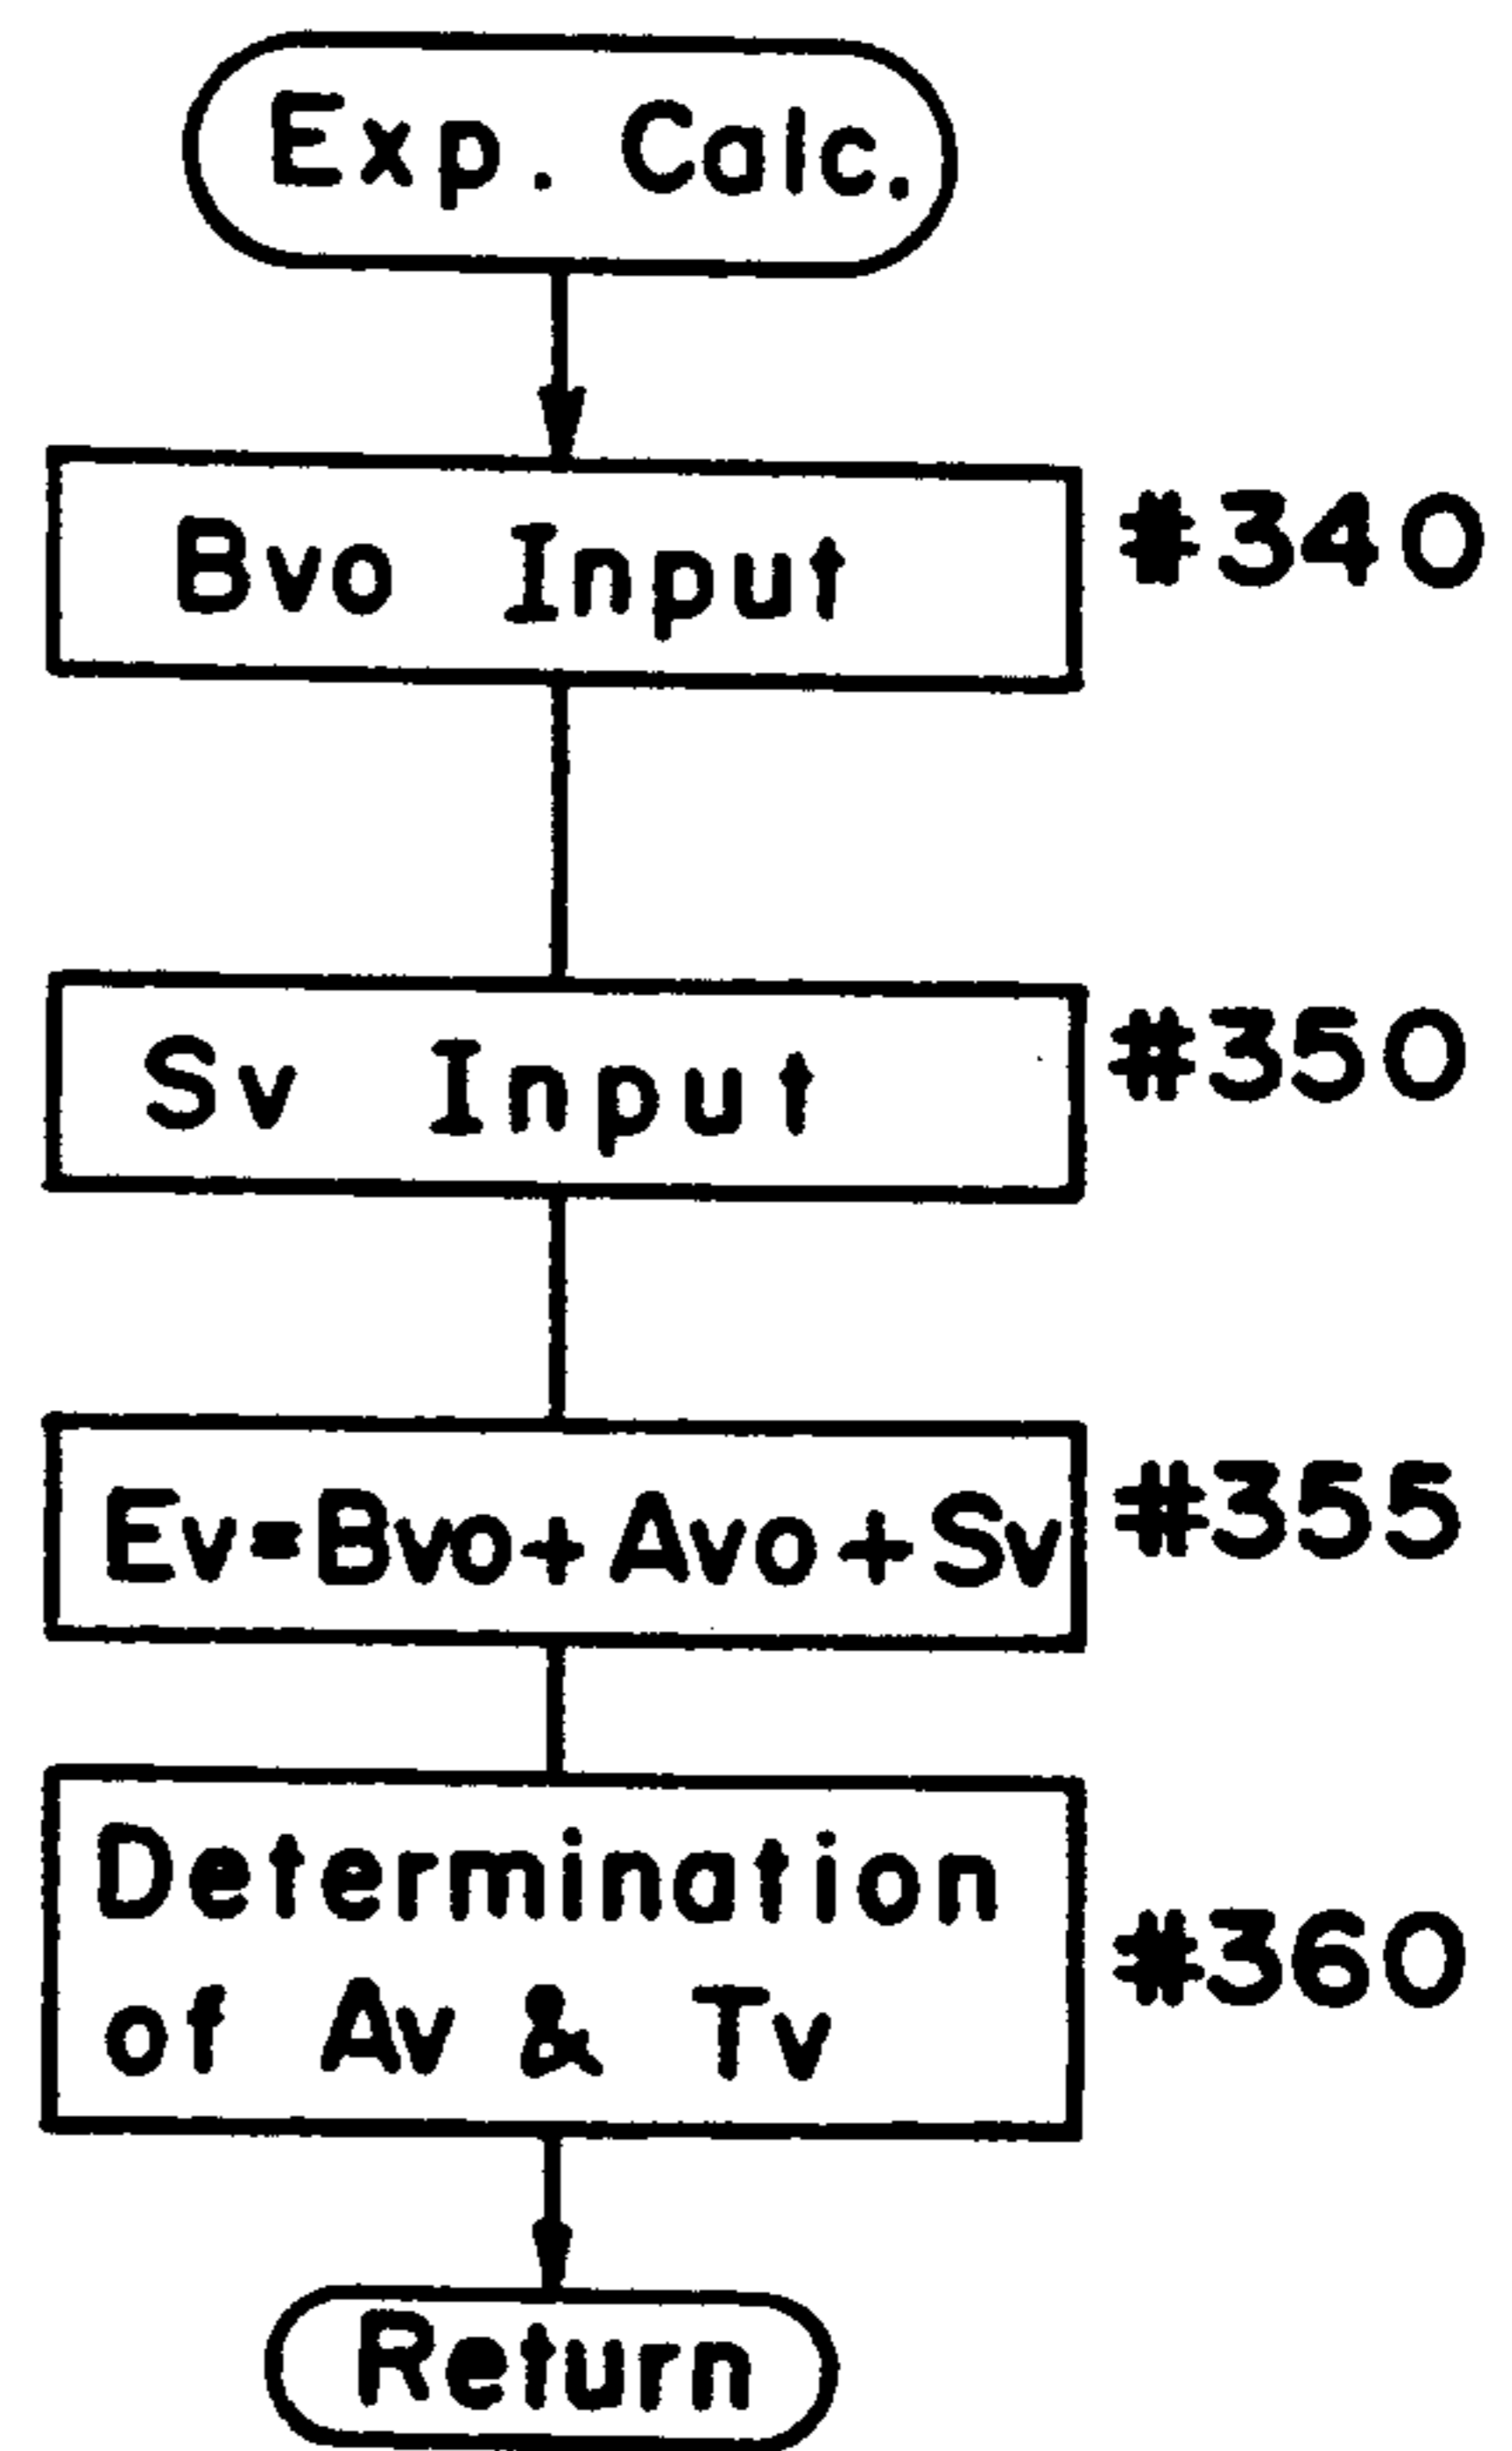 Exp. Calc.
Bvo Input
#340
Sv Input
#350
Ev=Bvo+Avo+Sv
#355
Determination
of Av & Tv
#360
Return